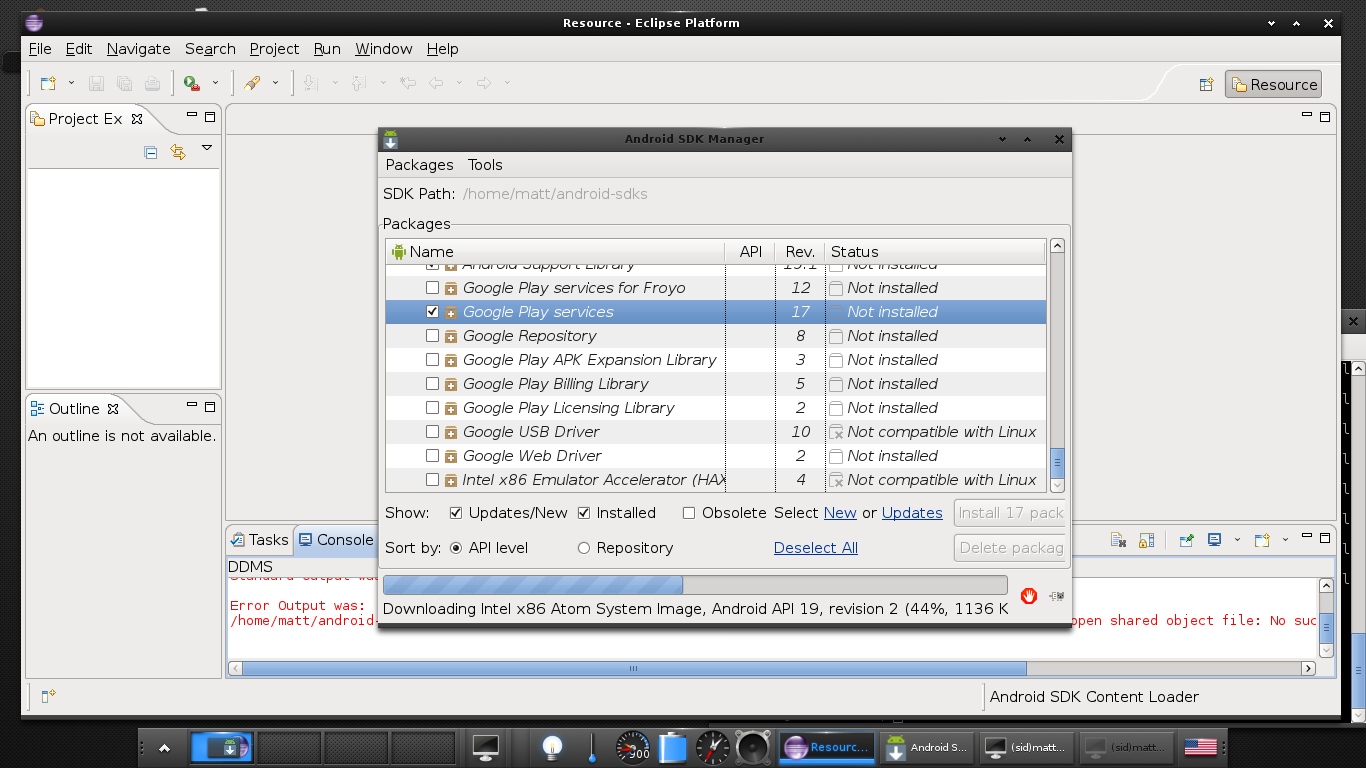 Resource - Eclipse Platform
File Edit Navigate Search Project Run Window Help
Resource
Project Ex
Android SDK Manager
Packages Tools
SDK Path: /home/matt/android-sdks
Packages
Name API Rev. Status
Android Support Library 19.1 Not installed
Google Play services for Froyo 12 Not installed
Google Play services 17 Not installed
Google Repository 8 Not installed
Google Play APK Expansion Library 3 Not installed
Google Play Billing Library 5 Not installed
Google Play Licensing Library 2 Not installed
Google USB Driver 10 Not compatible with Linux
Google Web Driver 2 Not installed
Intel x86 Emulator Accelerator (HAX 4 Not compatible with Linux
Outline
An outline is not available.
Show: Updates/New Installed Obsolete Select New or Updates Install 17 pack
Sort by: API level Repository Deselect All Delete packag
Downloading Intel x86 Atom System Image, Android API 19, revision 2 (44%, 1136 K
Tasks Console
DDMS
Standard Output wa
Error Output was:
/home/matt/android- open shared object file: No suc
Android SDK Content Loader
900
Resourc...
Android S...
(sid)matt...
(sid)matt...